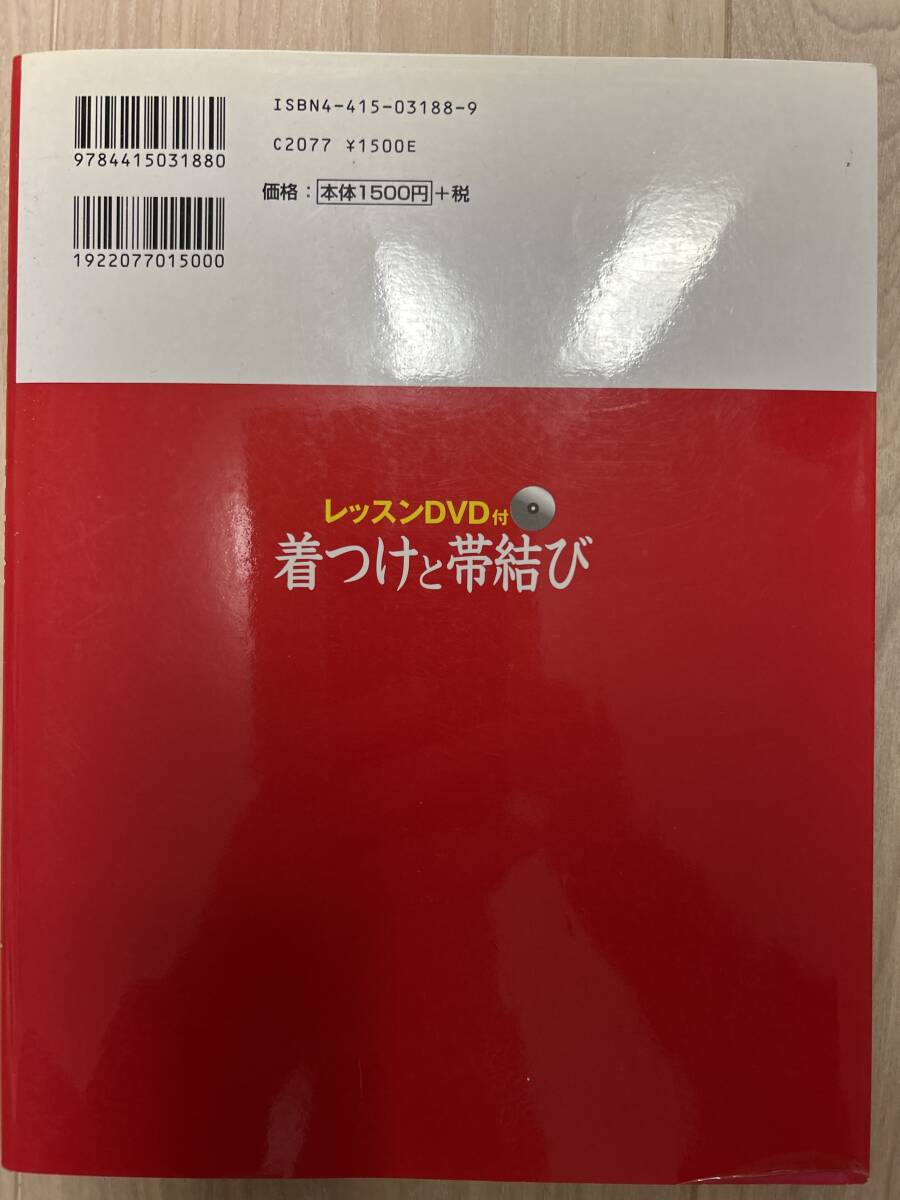 9784415031880
1922077015000
ISBN4-415-03188-9
C2077 ¥1500E
価格：本体1500円+税
レッスンDVD付
着つけと帯結び